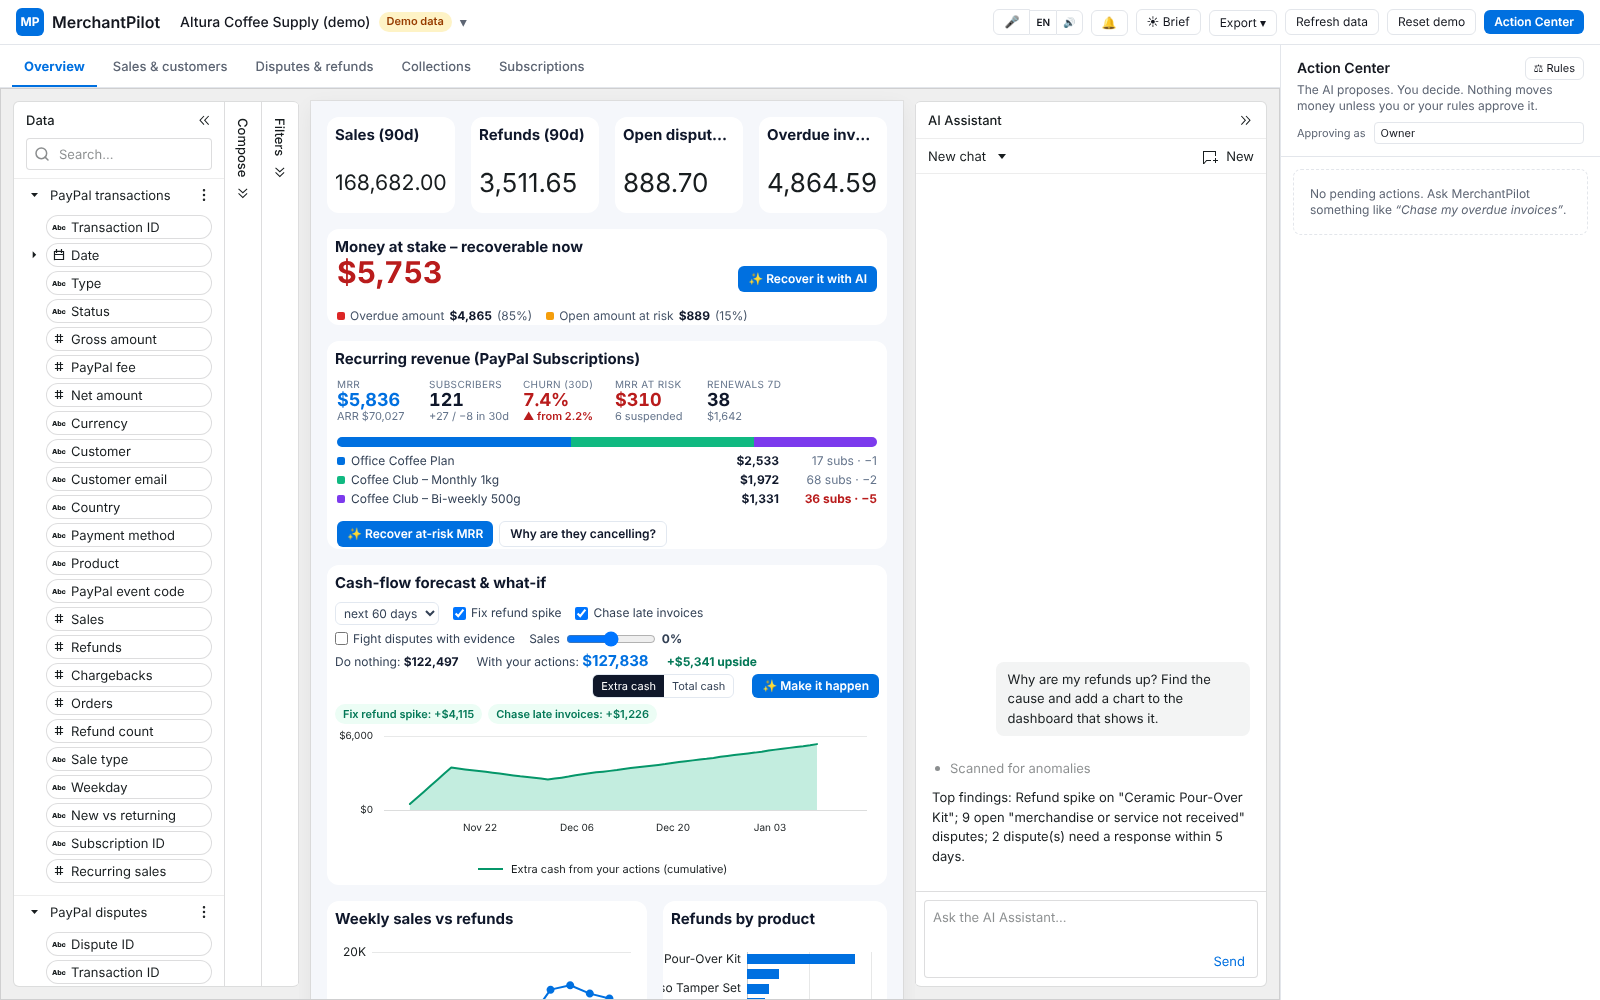 MP MerchantPilot Altura Coffee Supply (demo) Demo data ▾
EN Brief Export ▾ Refresh data Reset demo Action Center
Overview Sales & customers Disputes & refunds Collections Subscriptions
Data
Search...
PayPal transactions
Abc Transaction ID
Date
Abc Type
Abc Status
# Gross amount
# PayPal fee
# Net amount
Abc Currency
Abc Customer
Abc Customer email
Abc Country
Abc Payment method
Abc Product
Abc PayPal event code
# Sales
# Refunds
# Chargebacks
# Orders
# Refund count
Abc Sale type
Abc Weekday
Abc New vs returning
Abc Subscription ID
# Recurring sales
PayPal disputes
Abc Dispute ID
Abc Transaction ID
Compose
Filters
Sales (90d)
168,682.00
Refunds (90d)
3,511.65
Open disput...
888.70
Overdue inv...
4,864.59
Money at stake – recoverable now
$5,753
✨ Recover it with AI
Overdue amount $4,865 (85%) Open amount at risk $889 (15%)
Recurring revenue (PayPal Subscriptions)
MRR SUBSCRIBERS CHURN (30D) MRR AT RISK RENEWALS 7D
$5,836 121 7.4% $310 38
ARR $70,027 +27 / −8 in 30d ▲ from 2.2% 6 suspended $1,642
Office Coffee Plan $2,533 17 subs · −1
Coffee Club – Monthly 1kg $1,972 68 subs · −2
Coffee Club – Bi-weekly 500g $1,331 36 subs · −5
✨ Recover at-risk MRR Why are they cancelling?
Cash-flow forecast & what-if
next 60 days Fix refund spike Chase late invoices
Fight disputes with evidence Sales 0%
Do nothing: $122,497 With your actions: $127,838 +$5,341 upside
Extra cash Total cash ✨ Make it happen
Fix refund spike: +$4,115 Chase late invoices: +$1,226
$6,000
$0
Nov 22 Dec 06 Dec 20 Jan 03
Extra cash from your actions (cumulative)
Weekly sales vs refunds
20K
Refunds by product
Pour-Over Kit
so Tamper Set
AI Assistant
New chat New
Why are my refunds up? Find the
cause and add a chart to the
dashboard that shows it.
• Scanned for anomalies
Top findings: Refund spike on "Ceramic Pour-Over
Kit"; 9 open "merchandise or service not received"
disputes; 2 dispute(s) need a response within 5
days.
Ask the AI Assistant...
Send
Action Center
⚖ Rules
The AI proposes. You decide. Nothing moves
money unless you or your rules approve it.
Approving as Owner
No pending actions. Ask MerchantPilot
something like “Chase my overdue invoices”.